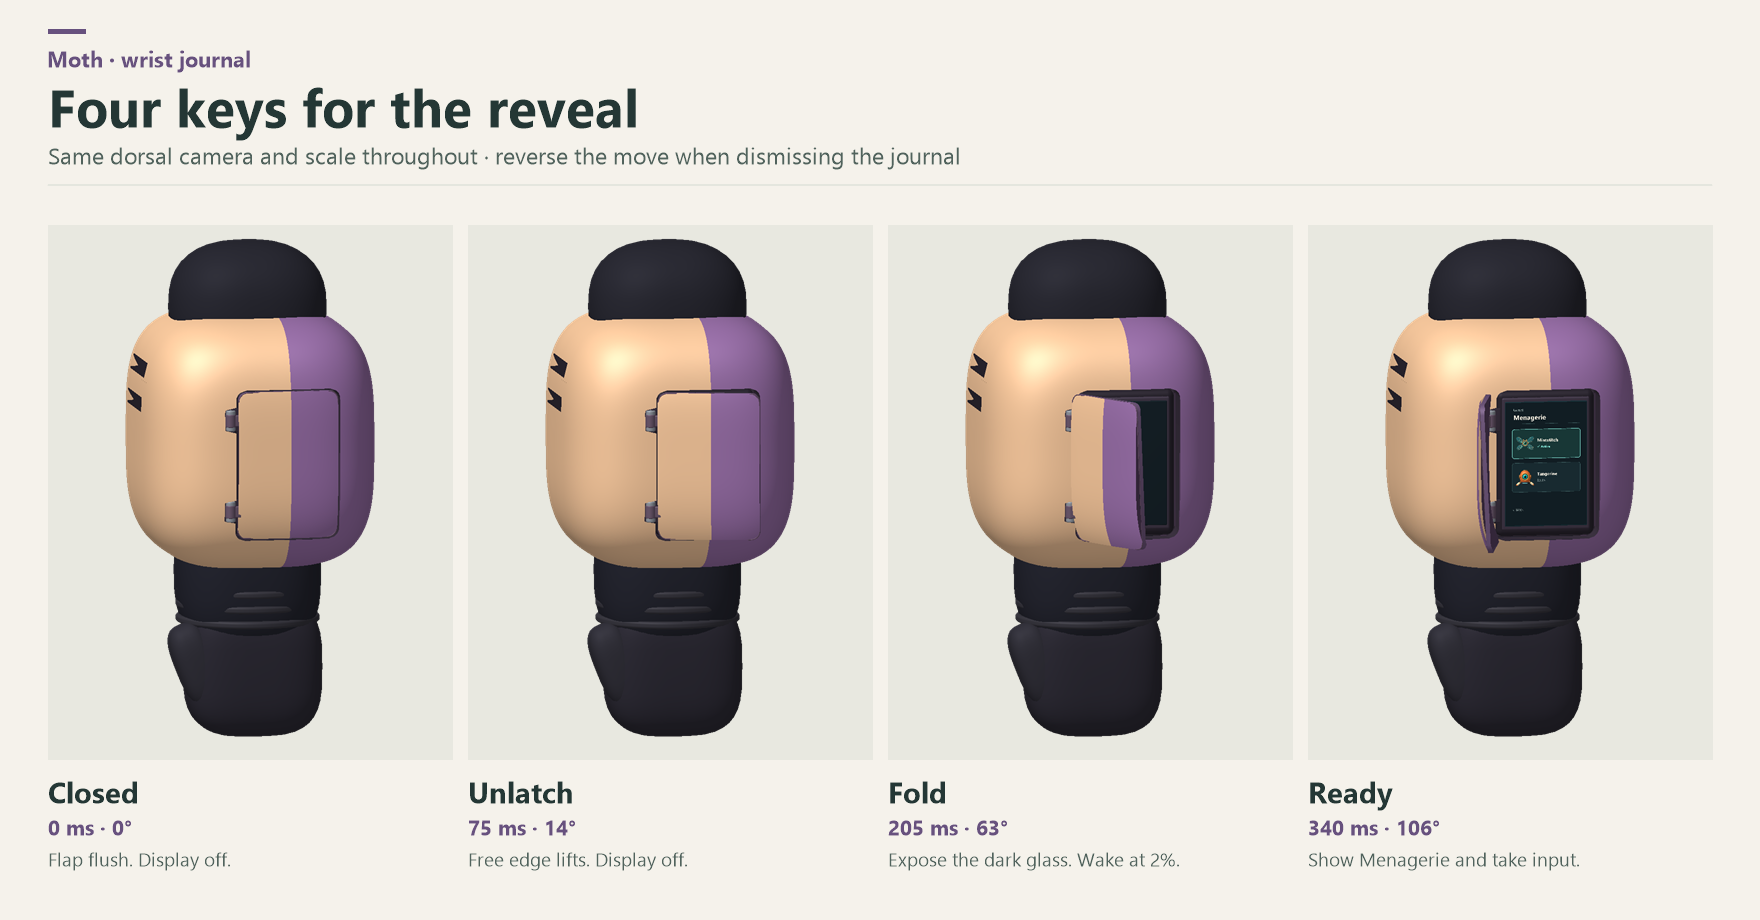 Moth · wrist journal
Four keys for the reveal
Same dorsal camera and scale throughout · reverse the move when dismissing the journal
Menagerie
Closed
0 ms · 0°
Flap flush. Display off.
Unlatch
75 ms · 14°
Free edge lifts. Display off.
Fold
205 ms · 63°
Expose the dark glass. Wake at 2%.
Ready
340 ms · 106°
Show Menagerie and take input.